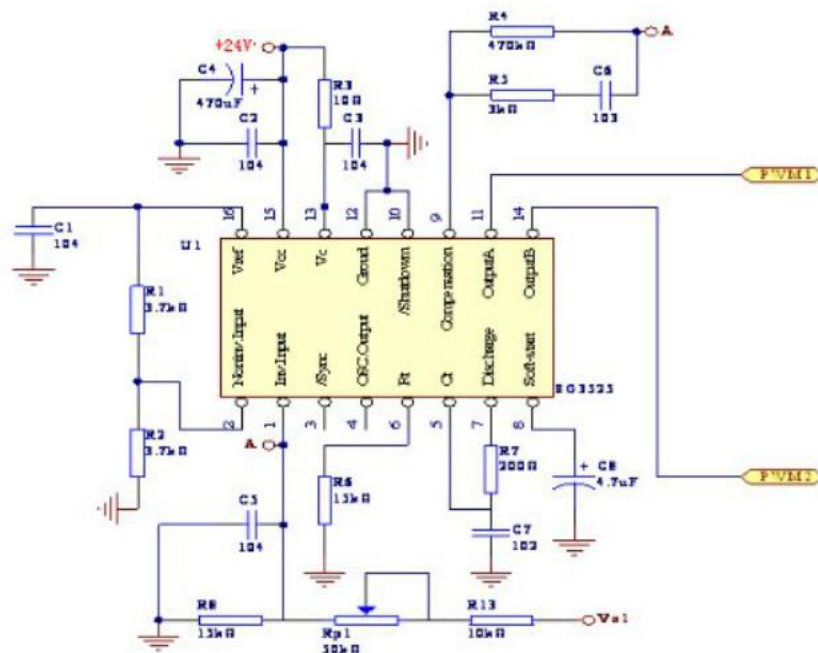 R4
470kΩ
A
+24V
C4
470uF
R3
10Ω
R5
3kΩ
C6
103
C2
104
C3
104
PWM1
16
15
13
12
10
9
11
14
C1
104
U1
Vref
Vcc
Vc
Groud
/Shutdowm
Compensation
OutputA
OutputB
R1
3.7kΩ
Noninv.Input
Inv.Input
/Sync
OSC.Output
Rt
Ct
Discharge
Soft-start
SG3525
2
1
3
4
6
5
7
8
R2
3.7kΩ
A
R6
15kΩ
R7
200Ω
C8
4.7uF
PWM2
C5
104
C7
102
R8
15kΩ
Rp1
50kΩ
R13
10kΩ
Vs1